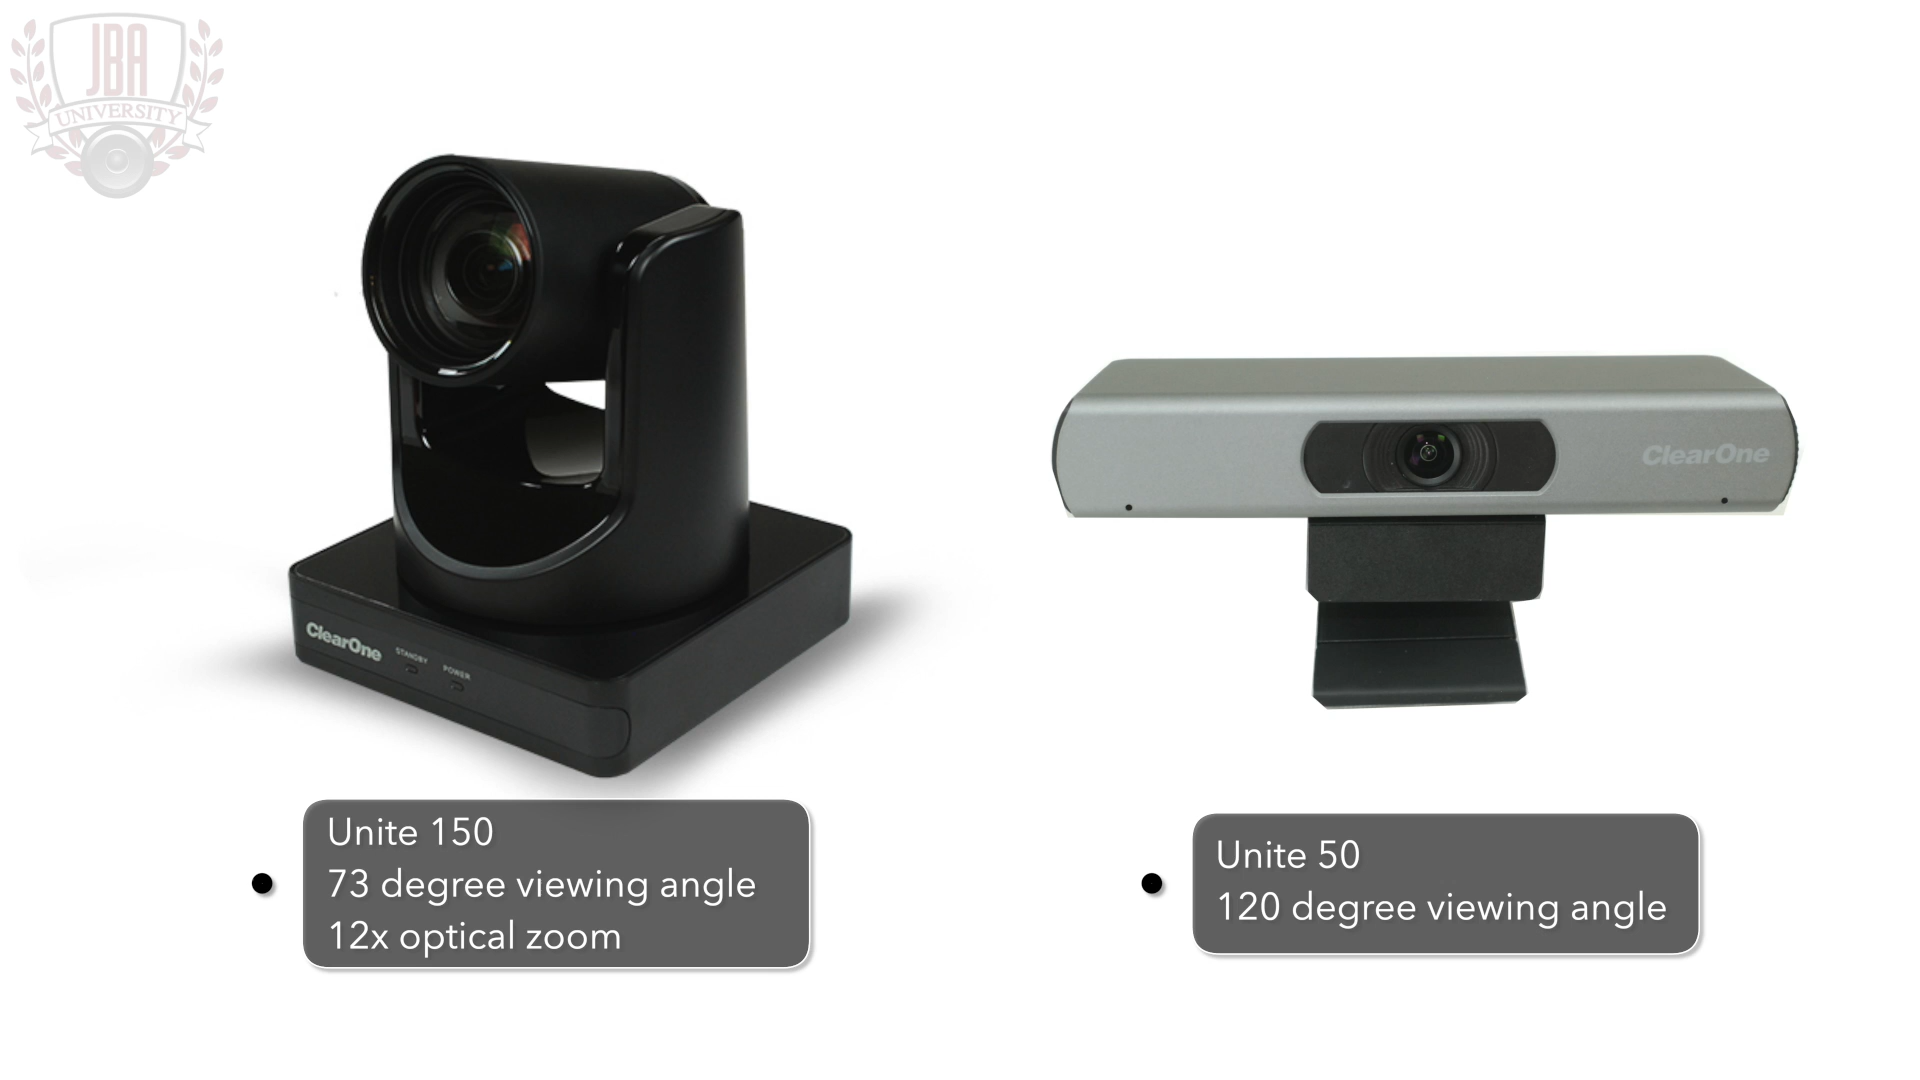 JBA
UNIVERSITY
ClearOne
STANDBY
POWER
ClearOne
Unite 150
73 degree viewing angle
12x optical zoom
Unite 50
120 degree viewing angle